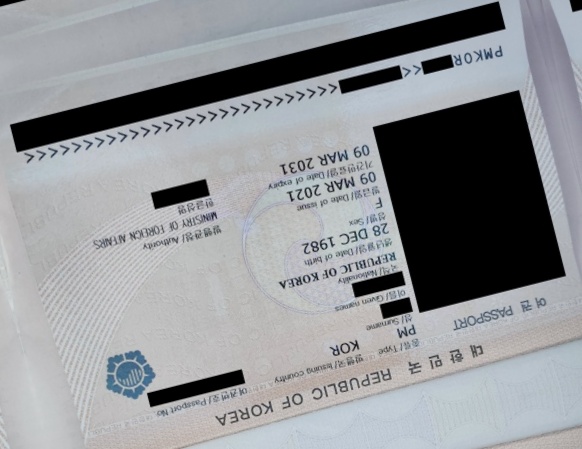 대 한 민 국 REPUBLIC OF KOREA
여 권 PASSPORT
종류/Type 발행국/Issuing country 여권번호/Passport No.
PM KOR
성/Surname
이름/Given names
국적/Nationality
REPUBLIC OF KOREA
생년월일/Date of birth
28 DEC 1982
성별/Sex
F
발행관청/Authority
MINISTRY OF FOREIGN AFFAIRS
발급일/Date of issue
09 MAR 2021
한글성명
기간만료일/Date of expiry
09 MAR 2031
PMKOR <<